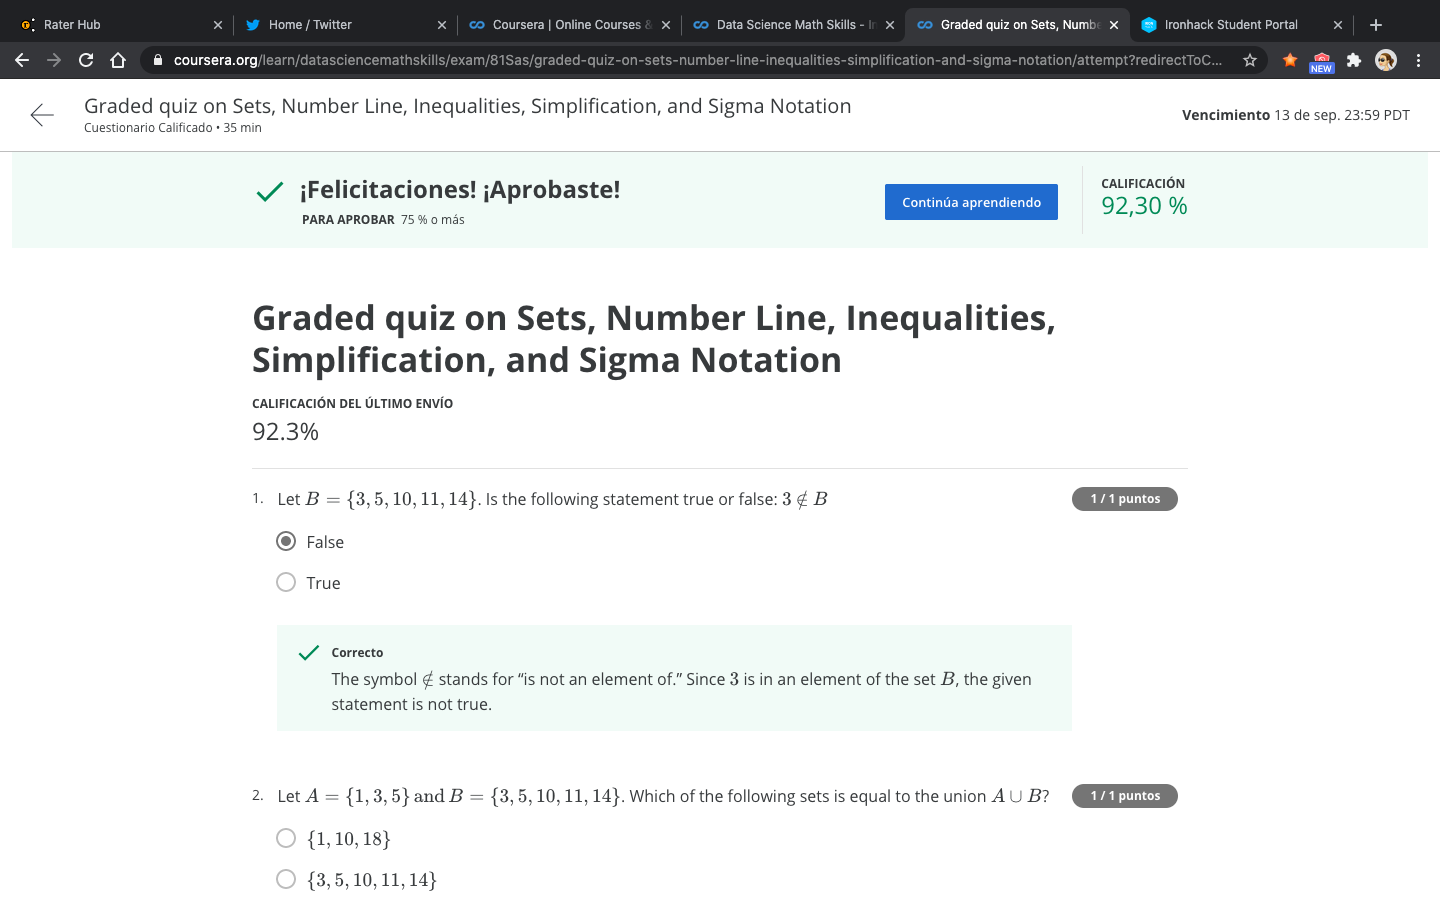 Rater Hub
Home / Twitter
Coursera | Online Courses &
Data Science Math Skills - In
Graded quiz on Sets, Numbe
Ironhack Student Portal
coursera.org/learn/datasciencemathskills/exam/81Sas/graded-quiz-on-sets-number-line-inequalities-simplification-and-sigma-notation/attempt?redirectToC...
NEW
Graded quiz on Sets, Number Line, Inequalities, Simplification, and Sigma Notation
Cuestionario Calificado • 35 min
Vencimiento 13 de sep. 23:59 PDT
¡Felicitaciones! ¡Aprobaste!
PARA APROBAR 75 % o más
Continúa aprendiendo
CALIFICACIÓN
92,30 %
Graded quiz on Sets, Number Line, Inequalities,
Simplification, and Sigma Notation
CALIFICACIÓN DEL ÚLTIMO ENVÍO
92.3%
1. Let B = {3, 5, 10, 11, 14}. Is the following statement true or false: 3 ∉ B
1 / 1 puntos
False
True
Correcto
The symbol ∉ stands for “is not an element of.” Since 3 is in an element of the set B, the given
statement is not true.
2. Let A = {1, 3, 5} and B = {3, 5, 10, 11, 14}. Which of the following sets is equal to the union A ∪ B?
1 / 1 puntos
{1, 10, 18}
{3, 5, 10, 11, 14}